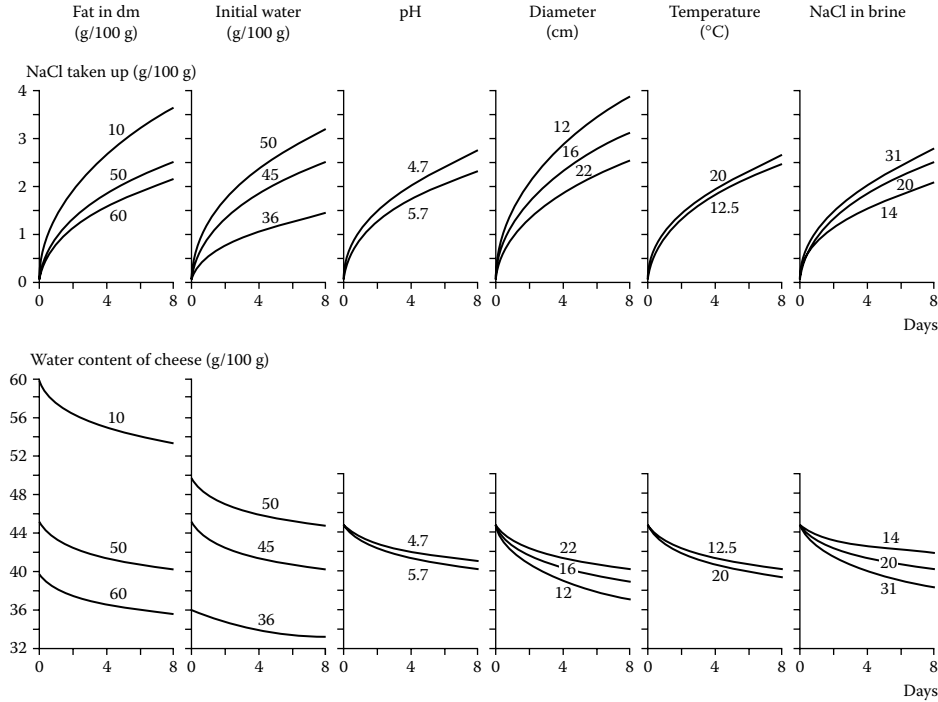 Fat in dm
(g/100 g)
Initial water
(g/100 g)
pH
Diameter
(cm)
Temperature
(°C)
NaCl in brine
NaCl taken up (g/100 g)
4
3
2
1
0
10
50
60
50
45
36
4.7
5.7
12
16
22
20
12.5
31
20
14
0 4 8 0 4 8 0 4 8 0 4 8 0 4 8 0 4 8
Days
Water content of cheese (g/100 g)
60
56
52
48
44
40
36
32
10
50
60
50
45
36
4.7
5.7
22
16
12
12.5
20
14
20
31
0 4 8 0 4 8 0 4 8 0 4 8 0 4 8 0 4 8
Days